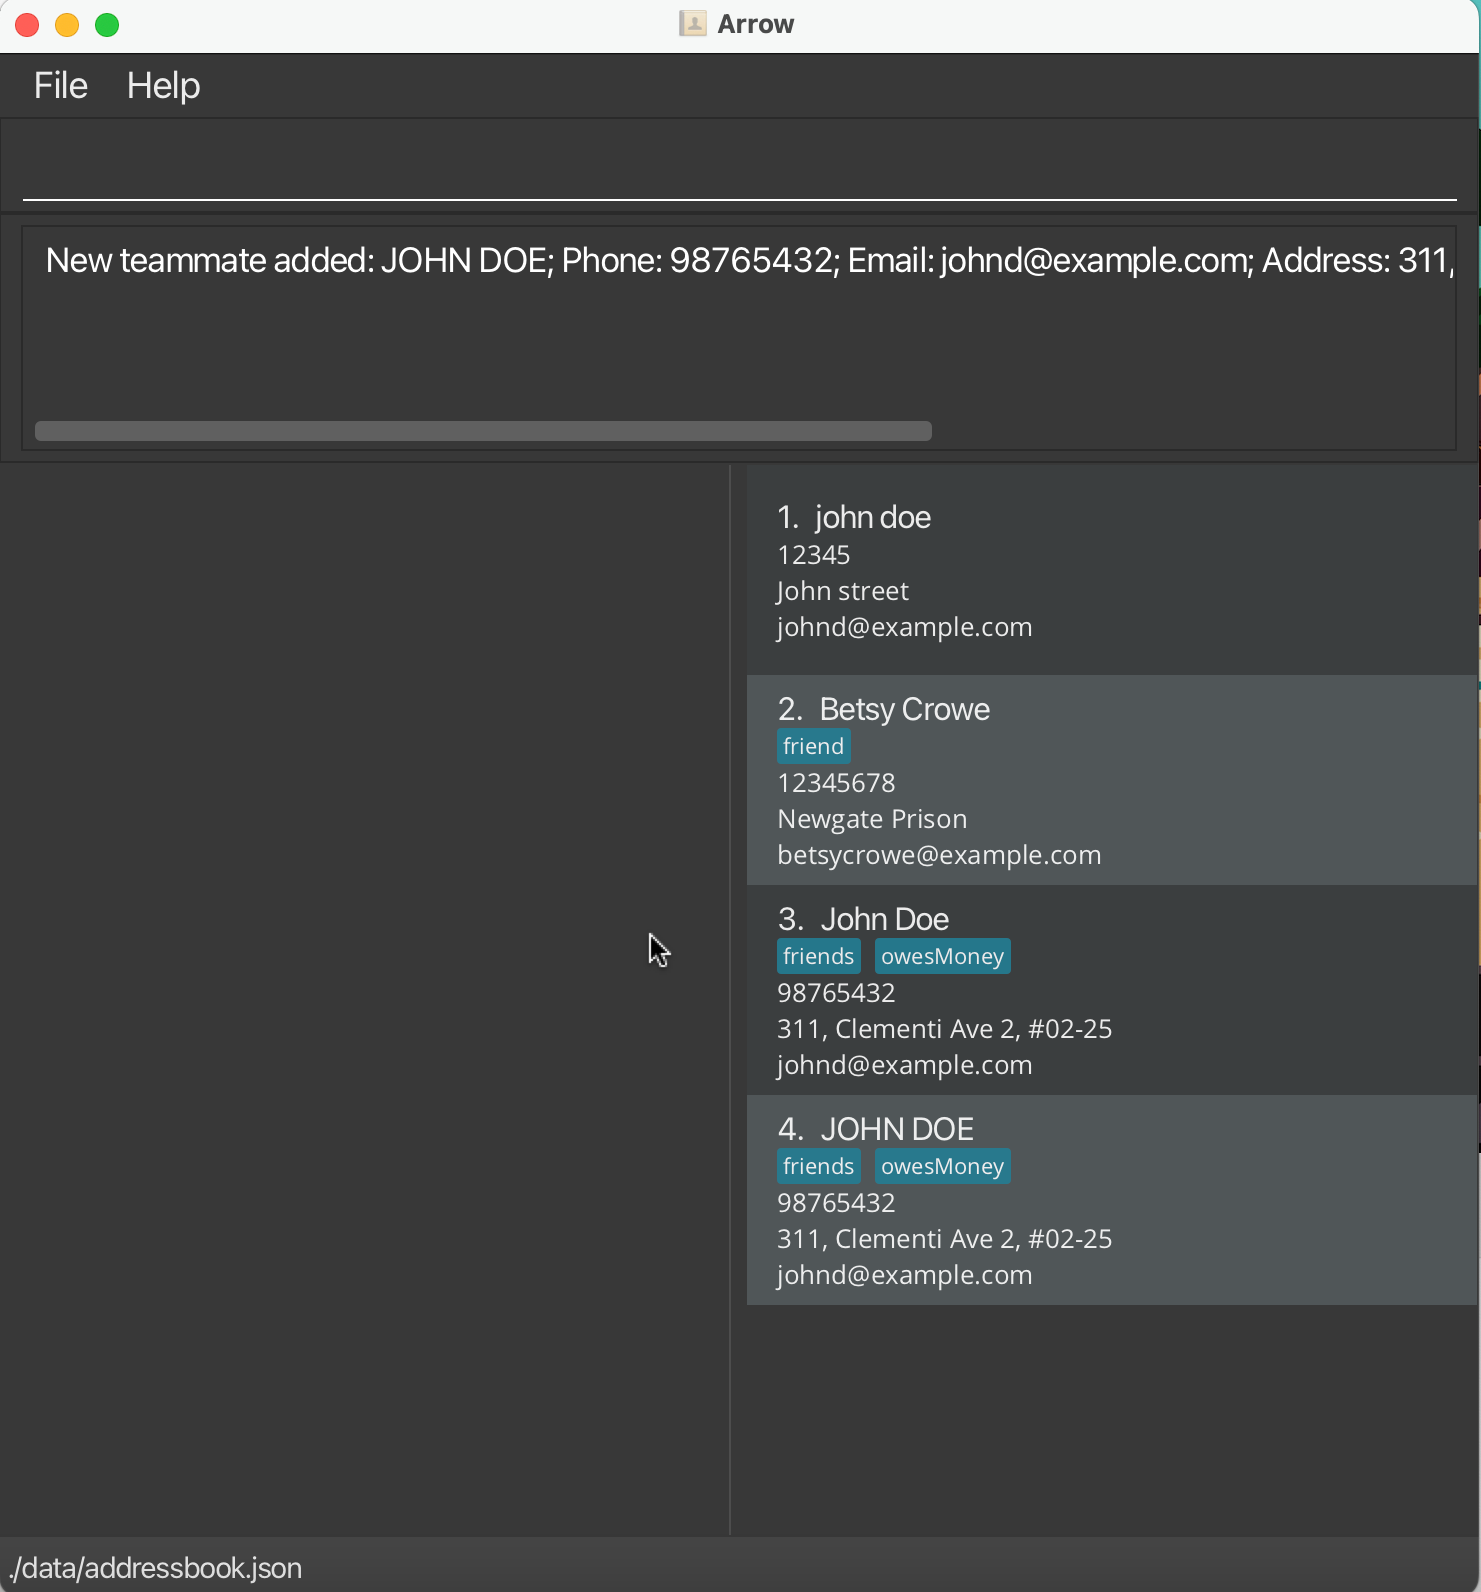 Arrow
File Help
New teammate added: JOHN DOE; Phone: 98765432; Email: johnd@example.com; Address: 311,
1. john doe
12345
John street
johnd@example.com
2. Betsy Crowe
friend
12345678
Newgate Prison
betsycrowe@example.com
3. John Doe
friends owesMoney
98765432
311, Clementi Ave 2, #02-25
johnd@example.com
4. JOHN DOE
friends owesMoney
98765432
311, Clementi Ave 2, #02-25
johnd@example.com
./data/addressbook.json